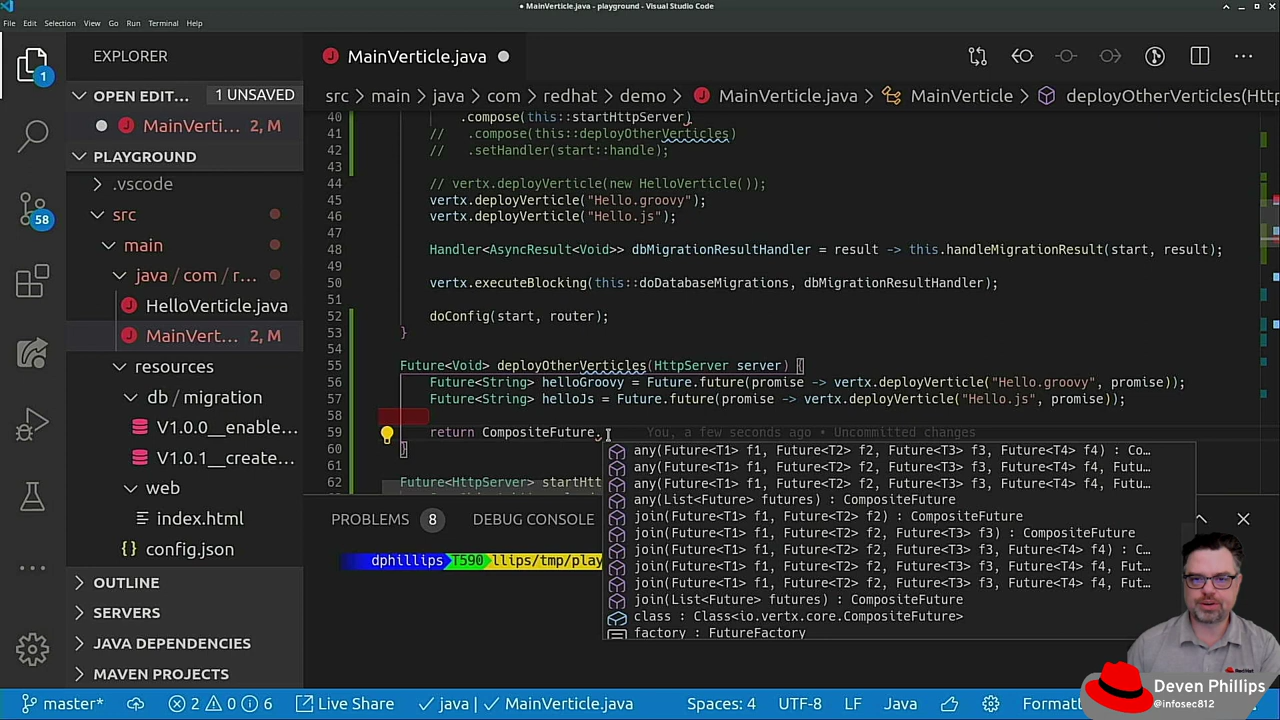 ● MainVerticle.java - playground - Visual Studio Code
File Edit Selection View Go Run Terminal Help
EXPLORER
OPEN EDIT... 1 UNSAVED
MainVerti... 2, M
PLAYGROUND
.vscode
src
main
java / com / r...
HelloVerticle.java
MainVert... 2, M
resources
db / migration
V1.0.0__enable...
V1.0.1__create...
web
index.html
config.json
OUTLINE
SERVERS
JAVA DEPENDENCIES
MAVEN PROJECTS
1
58
MainVerticle.java
src > main > java > com > redhat > demo > MainVerticle.java > MainVerticle > deployOtherVerticles(Htt
40 .compose(this::startHttpServer)
41 // .compose(this::deployOtherVerticles)
42 // .setHandler(start::handle);
43
44 // vertx.deployVerticle(new HelloVerticle());
45 vertx.deployVerticle("Hello.groovy");
46 vertx.deployVerticle("Hello.js");
47
48 Handler<AsyncResult<Void>> dbMigrationResultHandler = result -> this.handleMigrationResult(start, result);
49
50 vertx.executeBlocking(this::doDatabaseMigrations, dbMigrationResultHandler);
51
52 doConfig(start, router);
53 }
54
55 Future<Void> deployOtherVerticles(HttpServer server) {
56 Future<String> helloGroovy = Future.future(promise -> vertx.deployVerticle("Hello.groovy", promise));
57 Future<String> helloJs = Future.future(promise -> vertx.deployVerticle("Hello.js", promise));
58
59 return CompositeFuture. You, a few seconds ago • Uncommitted changes
60 }
61
62 Future<HttpServer> startHtt
any(Future<T1> f1, Future<T2> f2, Future<T3> f3, Future<T4> f4) : Co...
any(Future<T1> f1, Future<T2> f2, Future<T3> f3, Future<T4> f4, Futu...
any(Future<T1> f1, Future<T2> f2, Future<T3> f3, Future<T4> f4, Futu...
any(List<Future> futures) : CompositeFuture
join(Future<T1> f1, Future<T2> f2) : CompositeFuture
join(Future<T1> f1, Future<T2> f2, Future<T3> f3) : CompositeFuture
join(Future<T1> f1, Future<T2> f2, Future<T3> f3, Future<T4> f4) : C...
join(Future<T1> f1, Future<T2> f2, Future<T3> f3, Future<T4> f4, Fut...
join(Future<T1> f1, Future<T2> f2, Future<T3> f3, Future<T4> f4, Fut...
join(List<Future> futures) : CompositeFuture
class : Class<io.vertx.core.CompositeFuture>
factory : FutureFactory
PROBLEMS 8 DEBUG CONSOLE
dphillips T590 llips/tmp/play
RedHat
Deven Phillips
@infosec812
master* 2 0 6 Live Share java | MainVerticle.java Spaces: 4 UTF-8 LF Java Formatt